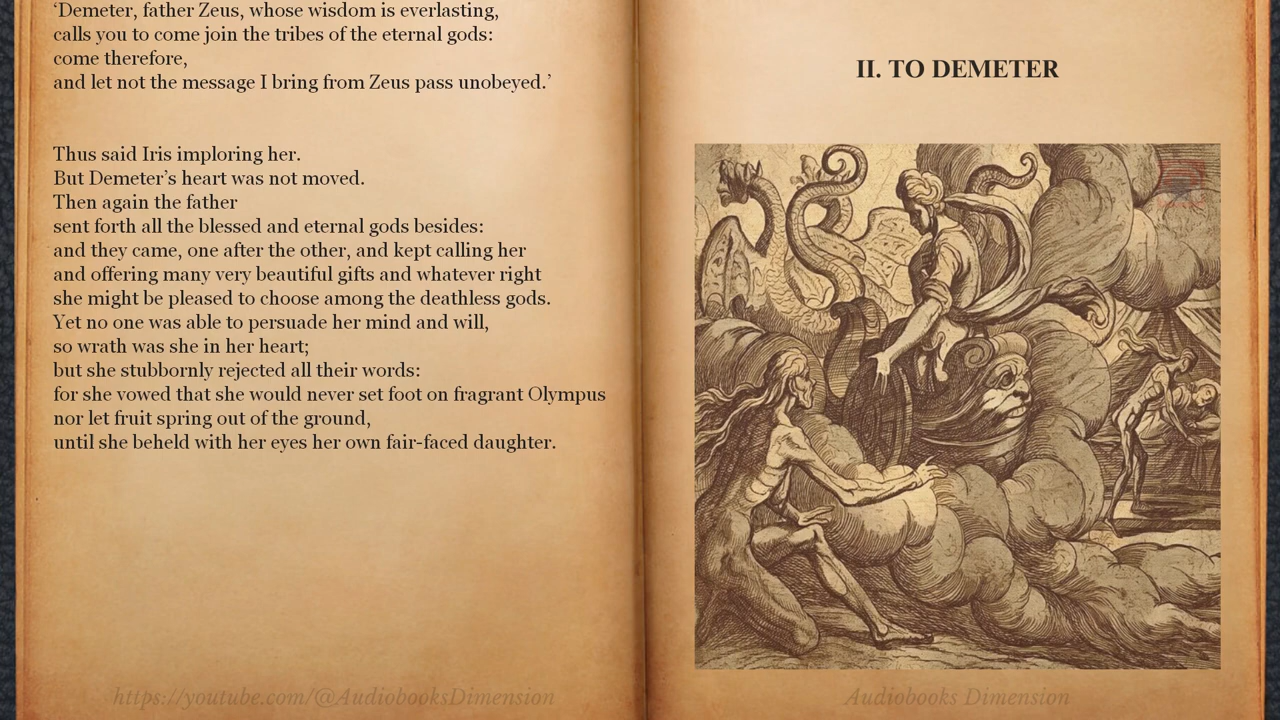 ‘Demeter, father Zeus, whose wisdom is everlasting,
calls you to come join the tribes of the eternal gods:
come therefore,
and let not the message I bring from Zeus pass unobeyed.’
Thus said Iris imploring her.
But Demeter’s heart was not moved.
Then again the father
sent forth all the blessed and eternal gods besides:
and they came, one after the other, and kept calling her
and offering many very beautiful gifts and whatever right
she might be pleased to choose among the deathless gods.
Yet no one was able to persuade her mind and will,
so wrath was she in her heart;
but she stubbornly rejected all their words:
for she vowed that she would never set foot on fragrant Olympus
nor let fruit spring out of the ground,
until she beheld with her eyes her own fair-faced daughter.
https://youtube.com/@AudiobooksDimension
II. TO DEMETER
Audiobooks Dimension